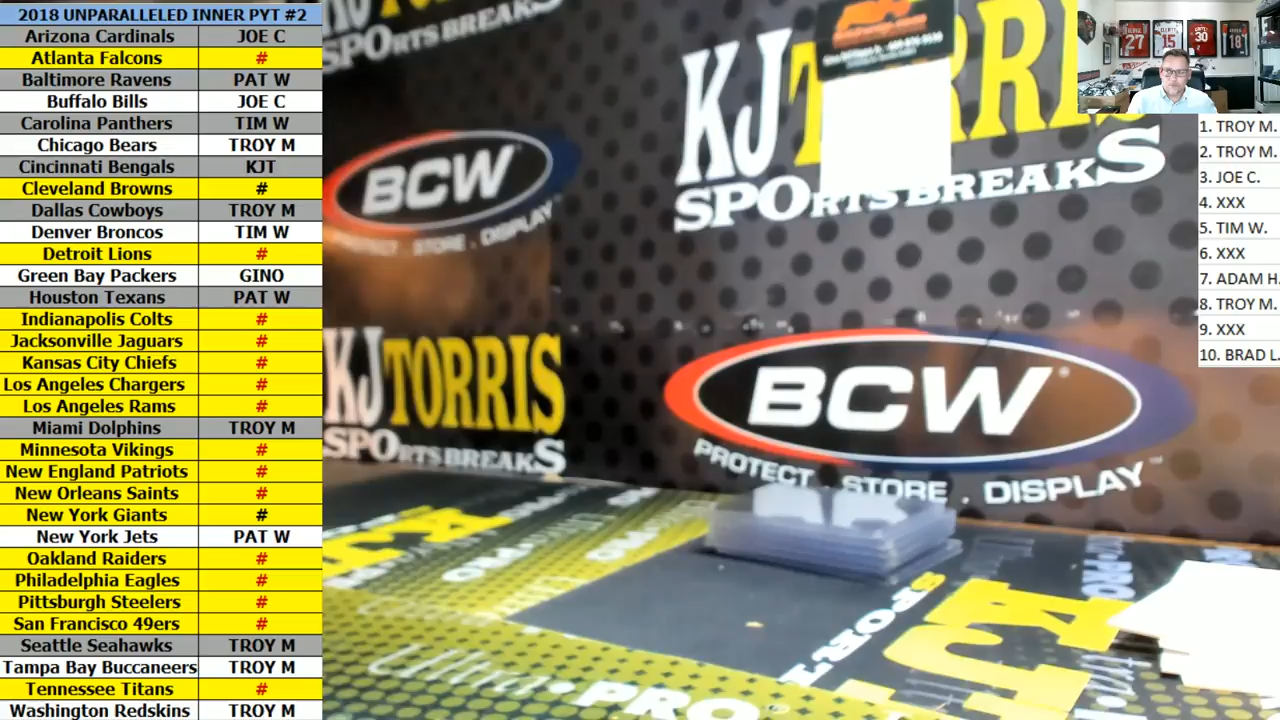 2018 UNPARALLELED INNER PYT #2
Arizona Cardinals JOE C
Atlanta Falcons #
Baltimore Ravens PAT W
Buffalo Bills JOE C
Carolina Panthers TIM W
Chicago Bears TROY M
Cincinnati Bengals KJT
Cleveland Browns #
Dallas Cowboys TROY M
Denver Broncos TIM W
Detroit Lions #
Green Bay Packers GINO
Houston Texans PAT W
Indianapolis Colts #
Jacksonville Jaguars #
Kansas City Chiefs #
Los Angeles Chargers #
Los Angeles Rams #
Miami Dolphins TROY M
Minnesota Vikings #
New England Patriots #
New Orleans Saints #
New York Giants #
New York Jets PAT W
Oakland Raiders #
Philadelphia Eagles #
Pittsburgh Steelers #
San Francisco 49ers #
Seattle Seahawks TROY M
Tampa Bay Buccaneers TROY M
Tennessee Titans #
Washington Redskins TROY M
SPORTS BREAKS
BCW
PROTECT . STORE . DISPLAY
KJ TORRIS
SPORTS BREAKS
KJ
SPORTS BREAKS
BCW
PROTECT . STORE . DISPLAY™
Ultra•PRO
27
15
30
18
1. TROY M.
2. TROY M.
3. JOE C.
4. XXX
5. TIM W.
6. XXX
7. ADAM H.
8. TROY M.
9. XXX
10. BRAD L.